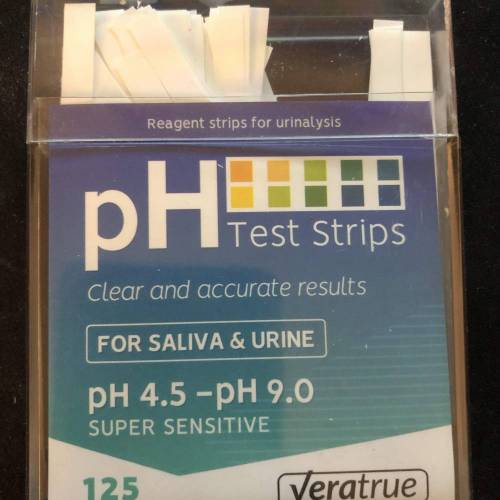 Reagent strips for urinalysis
pH
Test Strips
Clear and accurate results
FOR SALIVA & URINE
pH 4.5 –pH 9.0
SUPER SENSITIVE
125
Veratrue